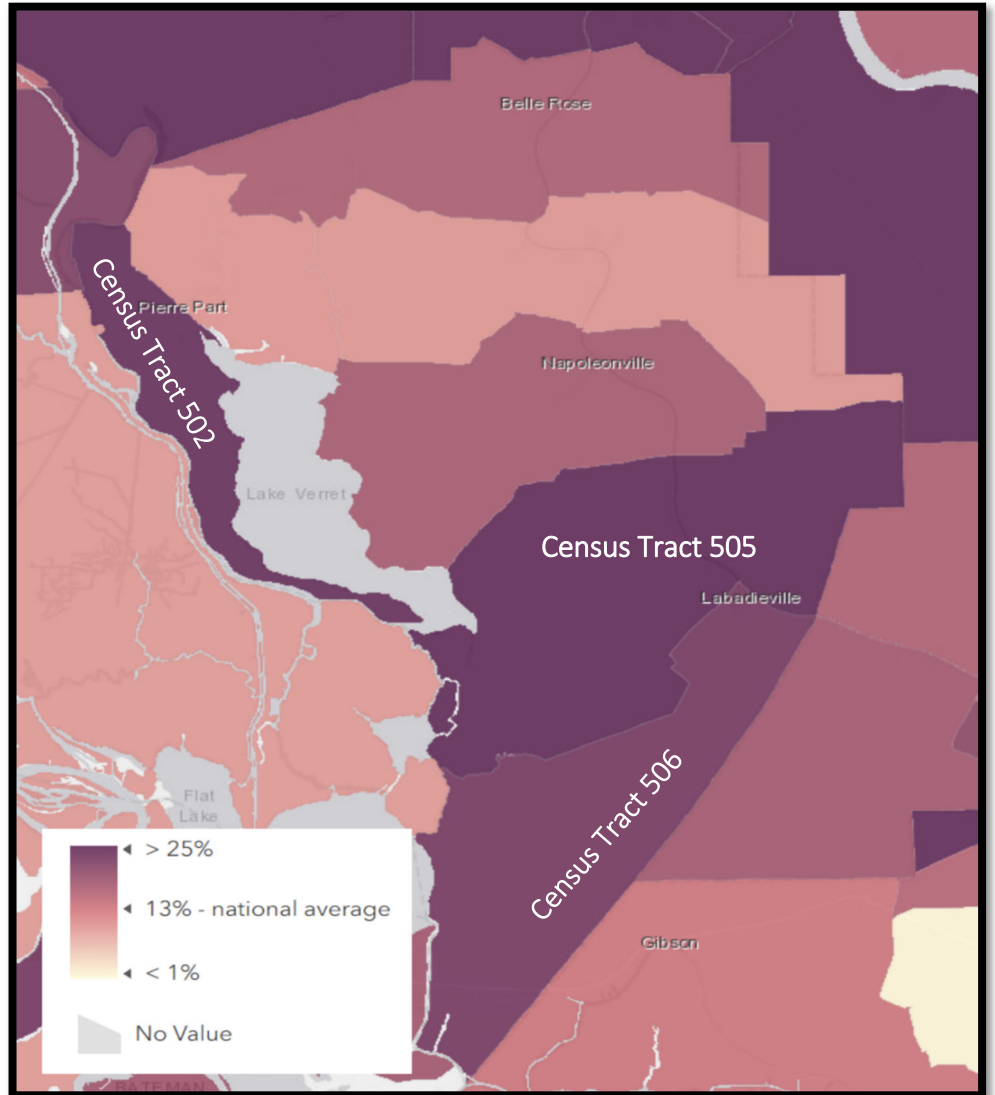 Belle Rose
Census Tract 502
Pierre Part
Napoleonville
Lake Verret
Census Tract 505
Labadieville
Census Tract 506
Flat
Lake
> 25%
13% - national average
< 1%
No Value
Gibson
BATEMAN